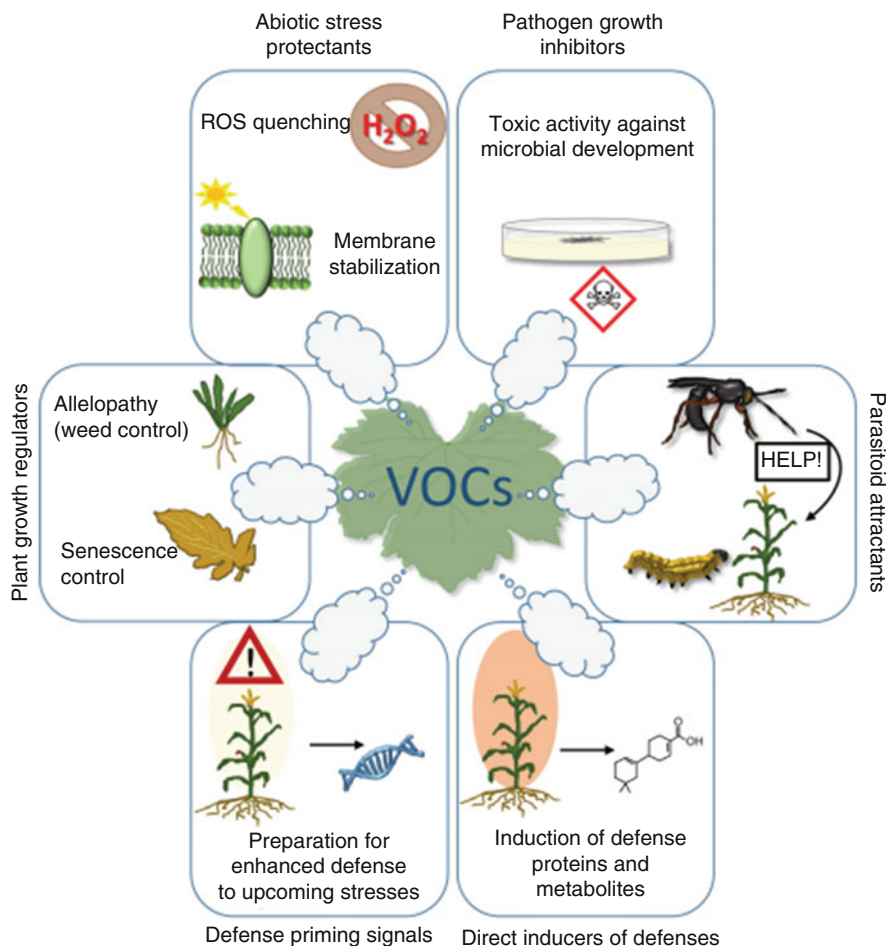 Abiotic stress
protectants
Pathogen growth
inhibitors
ROS quenching
H₂O₂
Membrane
stabilization
Toxic activity against
microbial development
Plant growth regulators
Allelopathy
(weed control)
Senescence
control
VOCs
HELP!
Parasitoid attractants
!
Preparation for
enhanced defense
to upcoming stresses
O
OH
Induction of defense
proteins and
metabolites
Defense priming signals
Direct inducers of defenses